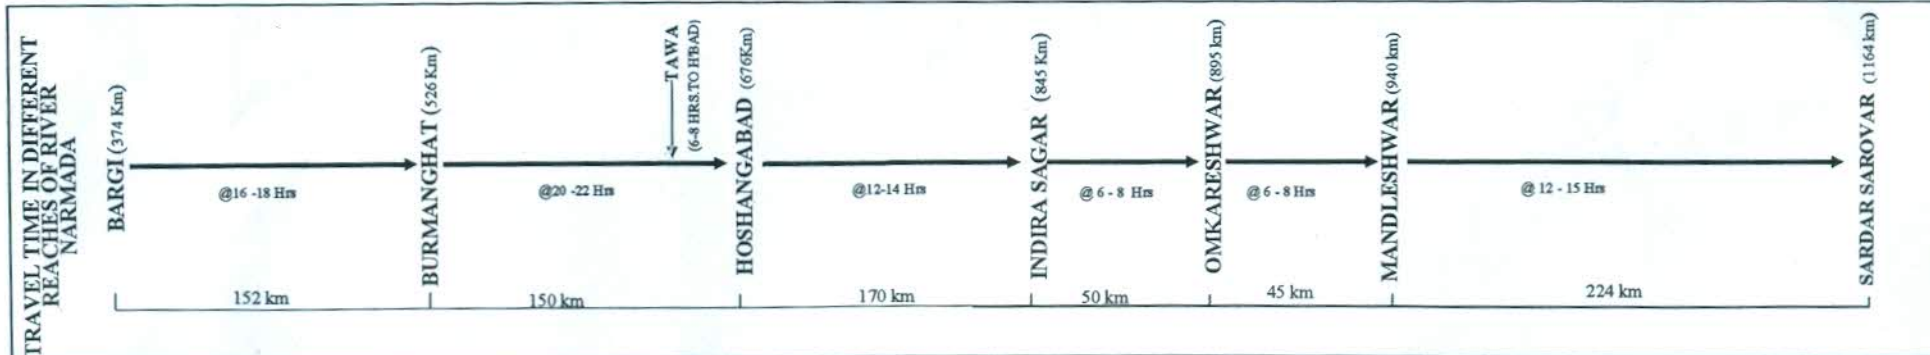 TRAVEL TIME IN DIFFERENT
REACHES OF RIVER
NARMADA
BARGI (374 Km)
@16 -18 Hrs
BURMANGHAT (526 Km)
@20 -22 Hrs
TAWA
(6-8 HRS.TO H'BAD)
HOSHANGABAD (676Km)
@12-14 Hrs
INDIRA SAGAR (845 Km)
@ 6 - 8 Hrs
OMKARESHWAR (895 km)
@ 6 - 8 Hrs
MANDLESHWAR (940 km)
@ 12 - 15 Hrs
SARDAR SAROVAR (1164 km)
152 km
150 km
170 km
50 km
45 km
224 km